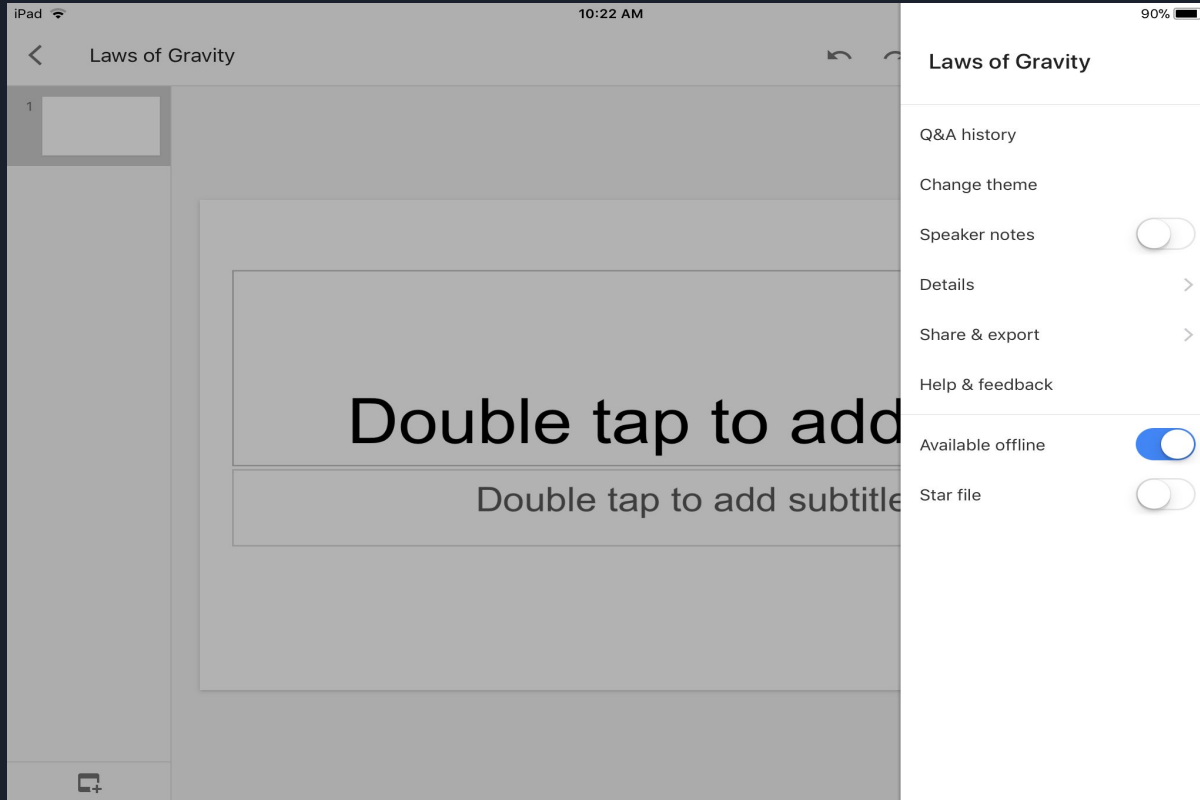 iPad 10:22 AM 90%
Laws of Gravity
Laws of Gravity
1
Double tap to add
Double tap to add subtitle
Q&A history
Change theme
Speaker notes
Details
Share & export
Help & feedback
Available offline
Star file